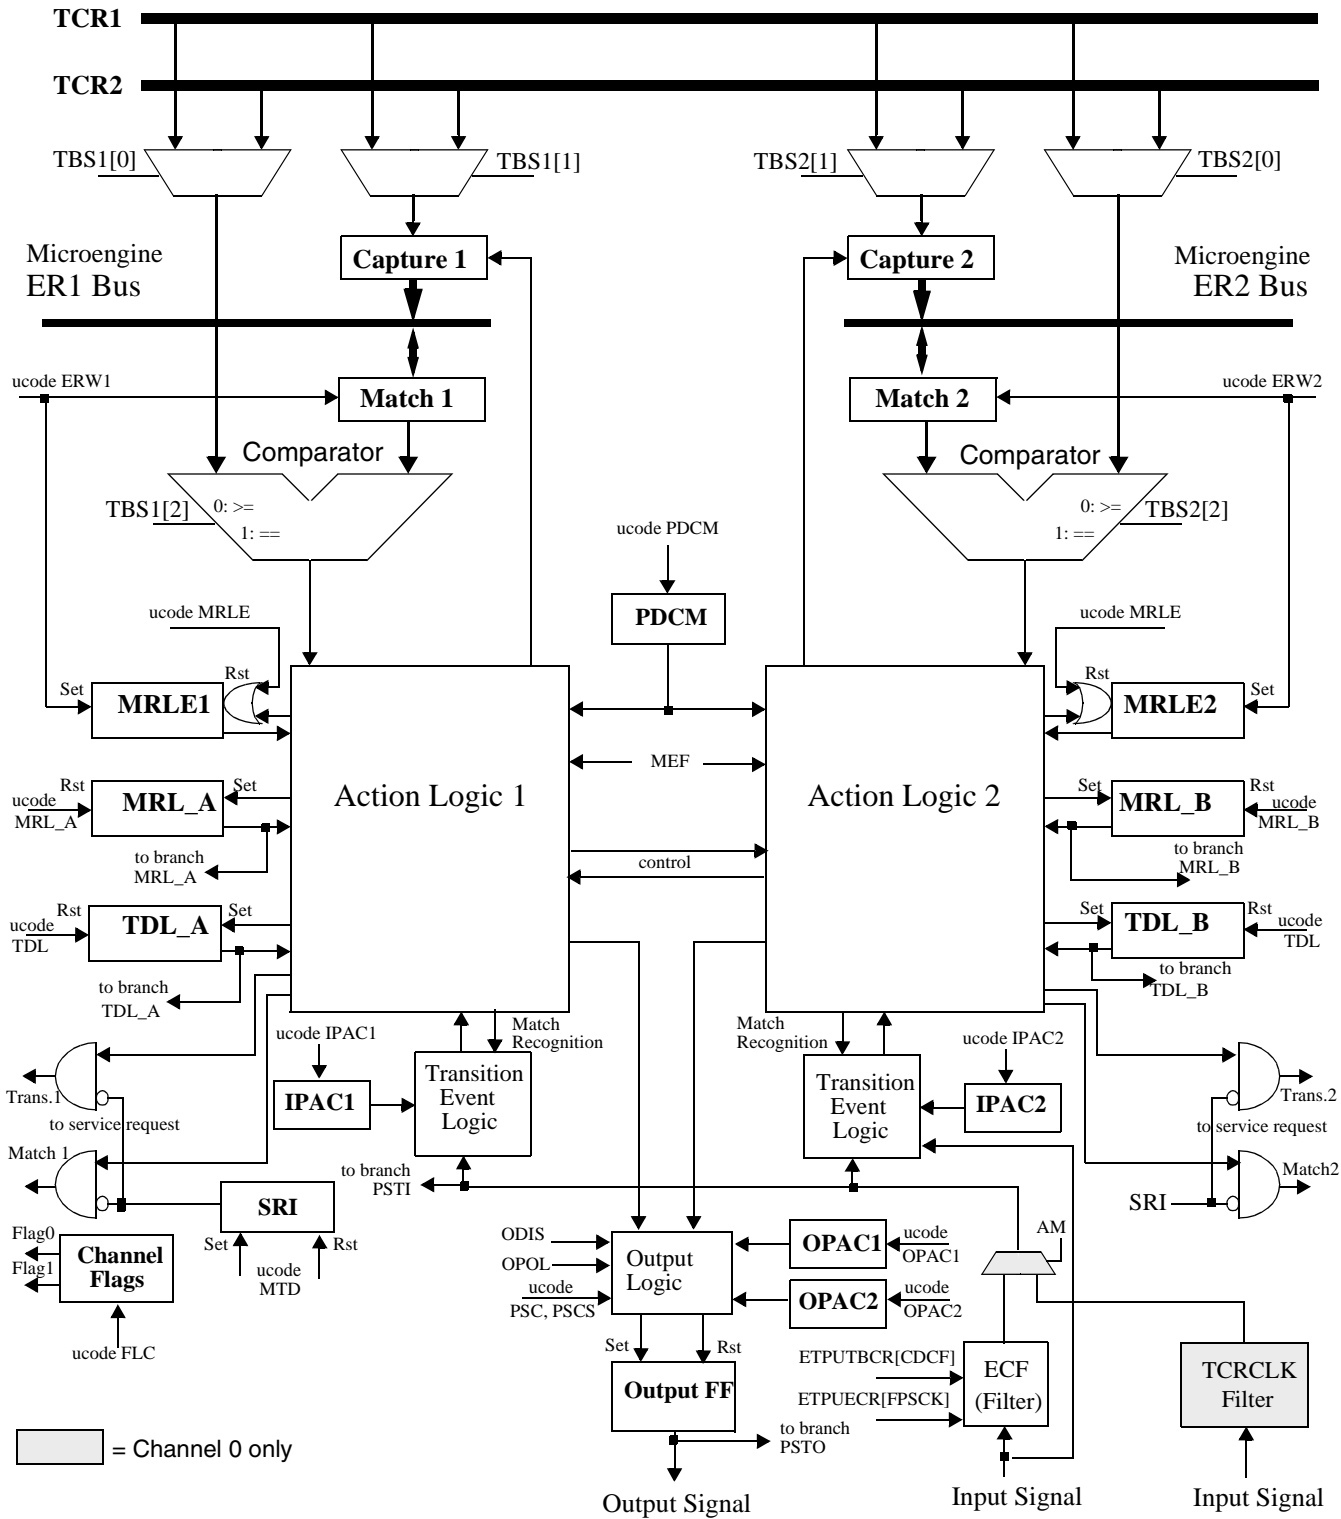 TCR1
TCR2
TBS1[0]
TBS1[1]
TBS2[1]
TBS2[0]
Microengine
ER1 Bus
Capture 1
Capture 2
Microengine
ER2 Bus
ucode ERW1
Match 1
Match 2
ucode ERW2
Comparator
Comparator
TBS1[2]
0: >=
1: ==
0: >=
1: ==
TBS2[2]
ucode PDCM
PDCM
ucode MRLE
ucode MRLE
Rst
Set
MRLE1
Rst
Set
MRLE2
MEF
Action Logic 1
Action Logic 2
Rst
Set
MRL_A
ucode
MRL_A
to branch
MRL_A
Set
Rst
MRL_B
ucode
MRL_B
to branch
MRL_B
control
Rst
Set
TDL_A
ucode
TDL
to branch
TDL_A
Set
Rst
TDL_B
ucode
TDL
to branch
TDL_B
ucode IPAC1
Match
Recognition
Match
Recognition
ucode IPAC2
IPAC1
Transition
Event
Logic
Transition
Event
Logic
IPAC2
Trans.1
to service request
Trans.2
to service request
Match 1
Match2
to branch
PSTI
SRI
SRI
Set
Rst
ucode
MTD
Flag0
Flag1
Channel
Flags
ucode FLC
ODIS
OPOL
ucode
PSC, PSCS
Output
Logic
OPAC1
ucode
OPAC1
OPAC2
ucode
OPAC2
AM
Set
Rst
Output FF
to branch
PSTO
ETPUTBCR[CDCF]
ETPUECR[FPSCK]
ECF
(Filter)
TCRCLK
Filter
= Channel 0 only
Output Signal
Input Signal
Input Signal